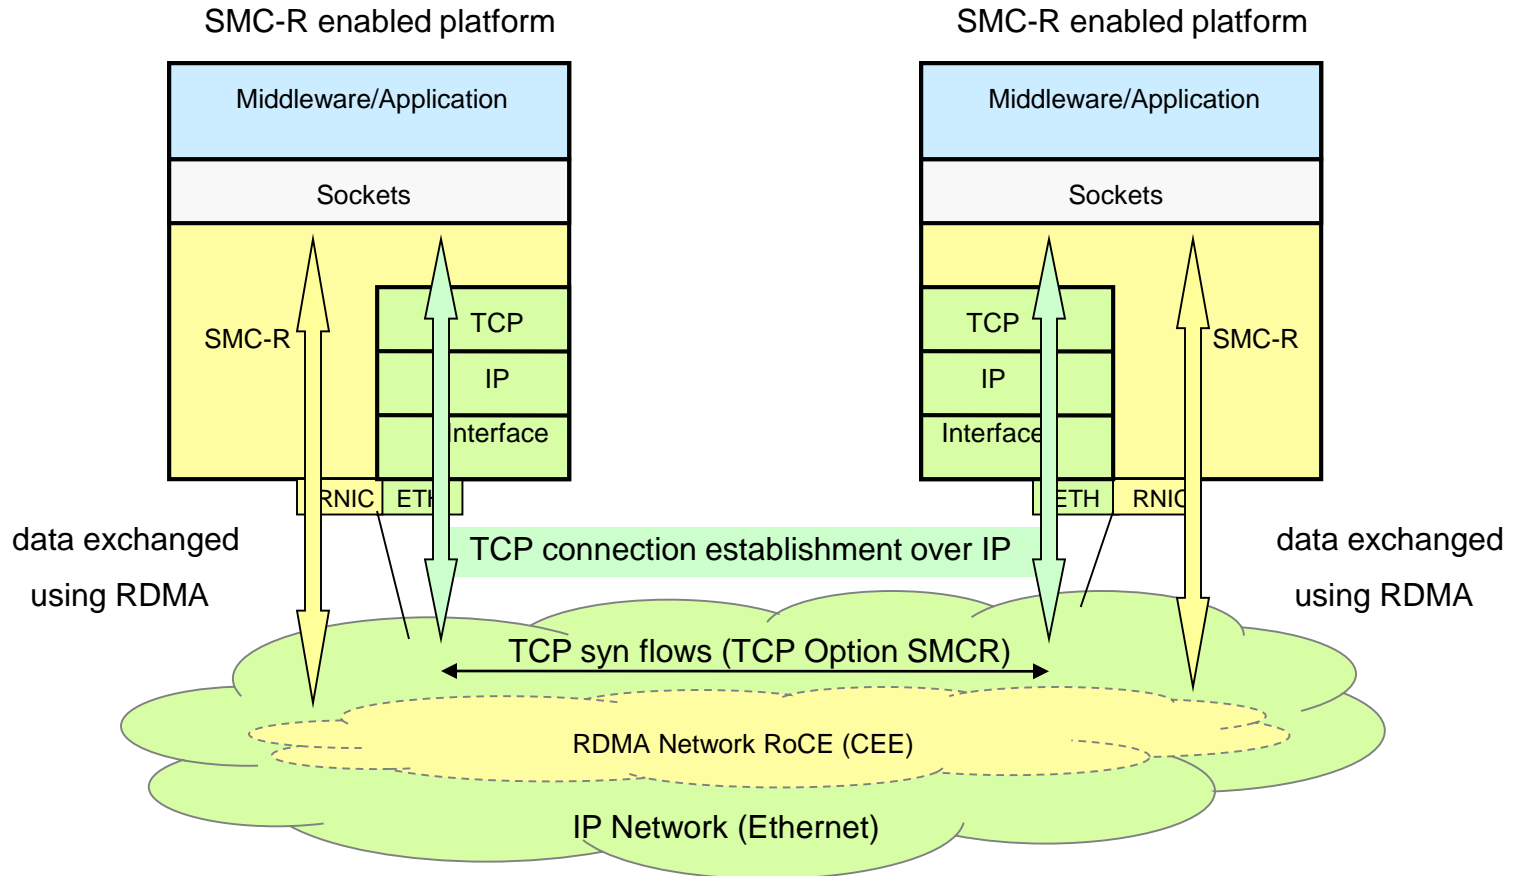 SMC-R enabled platform
SMC-R enabled platform
Middleware/Application
Middleware/Application
Sockets
Sockets
SMC-R
TCP
TCP
SMC-R
IP
IP
Interface
Interface
RNIC
ETH
ETH
RNIC
data exchanged
using RDMA
TCP connection establishment over IP
data exchanged
using RDMA
TCP syn flows (TCP Option SMCR)
RDMA Network RoCE (CEE)
IP Network (Ethernet)